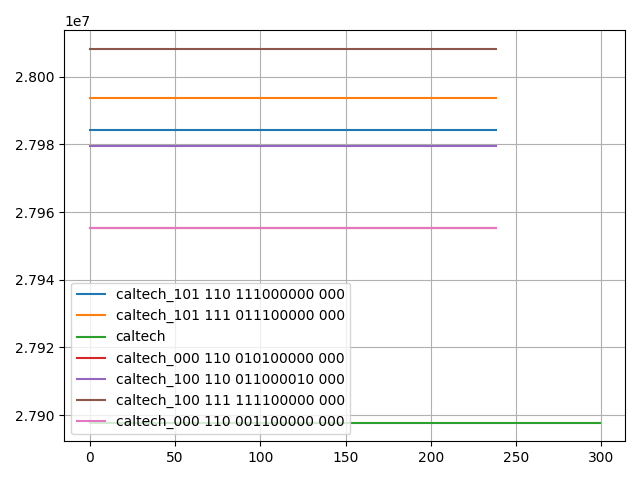 1e7
2.800
2.798
2.796
2.794
2.792
2.790
caltech_101 110 111000000 000
caltech_101 111 011100000 000
caltech
caltech_000 110 010100000 000
caltech_100 110 011000010 000
caltech_100 111 111100000 000
caltech_000 110 001100000 000
0 50 100 150 200 250 300